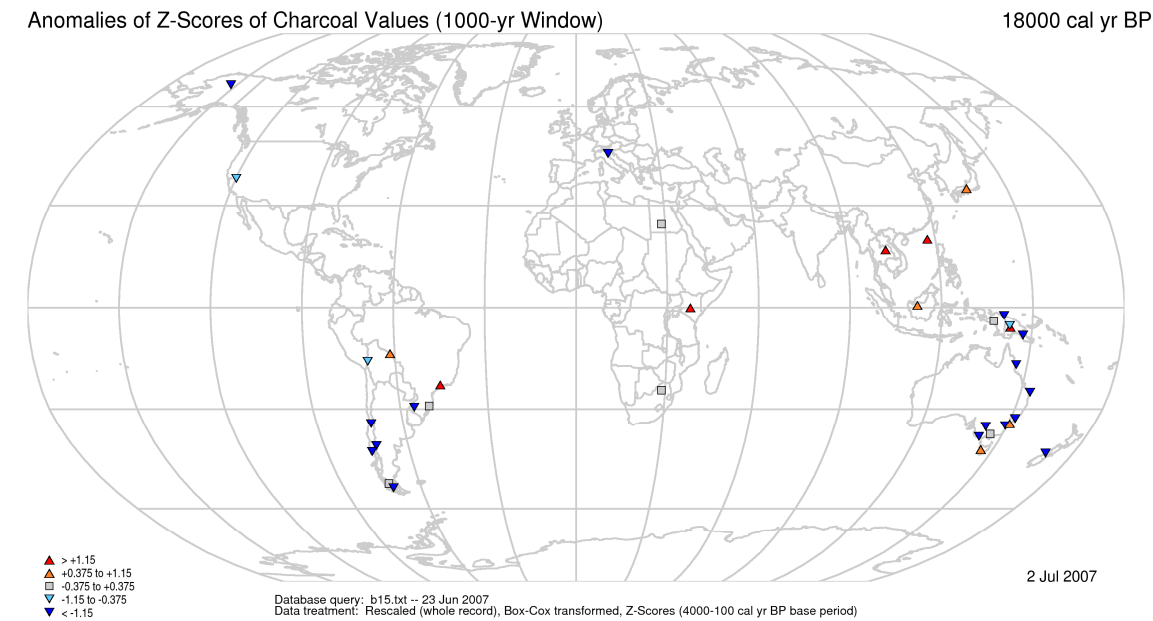 Anomalies of Z-Scores of Charcoal Values (1000-yr Window)
18000 cal yr BP
> +1.15
+0.375 to +1.15
-0.375 to +0.375
-1.15 to -0.375
< -1.15
2 Jul 2007
Database query:  b15.txt -- 23 Jun 2007
Data treatment:  Rescaled (whole record), Box-Cox transformed, Z-Scores (4000-100 cal yr BP base period)